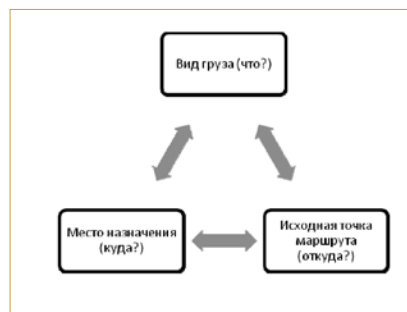 Вид груза (что?)
Место назначения
(куда?)
Исходная точка
маршрута
(откуда?)